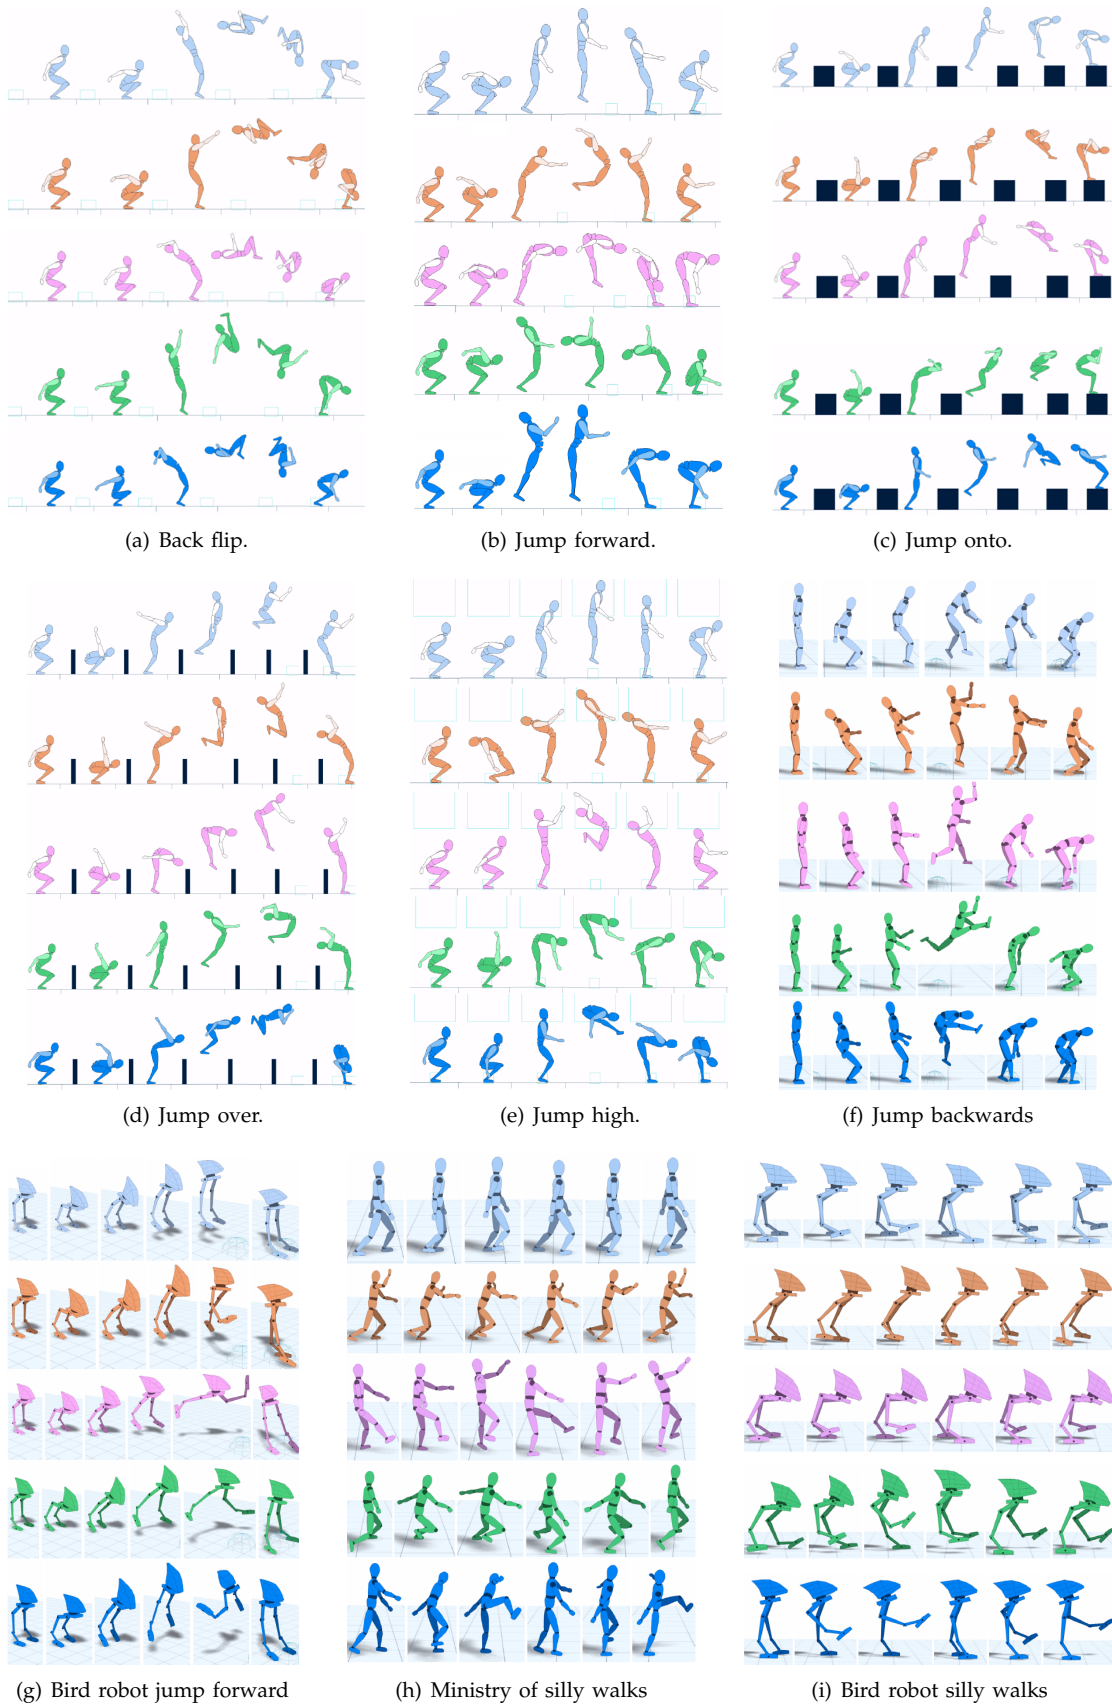 (a) Back flip.
(b) Jump forward.
(c) Jump onto.
(d) Jump over.
(e) Jump high.
(f) Jump backwards
(g) Bird robot jump forward
(h) Ministry of silly walks
(i) Bird robot silly walks